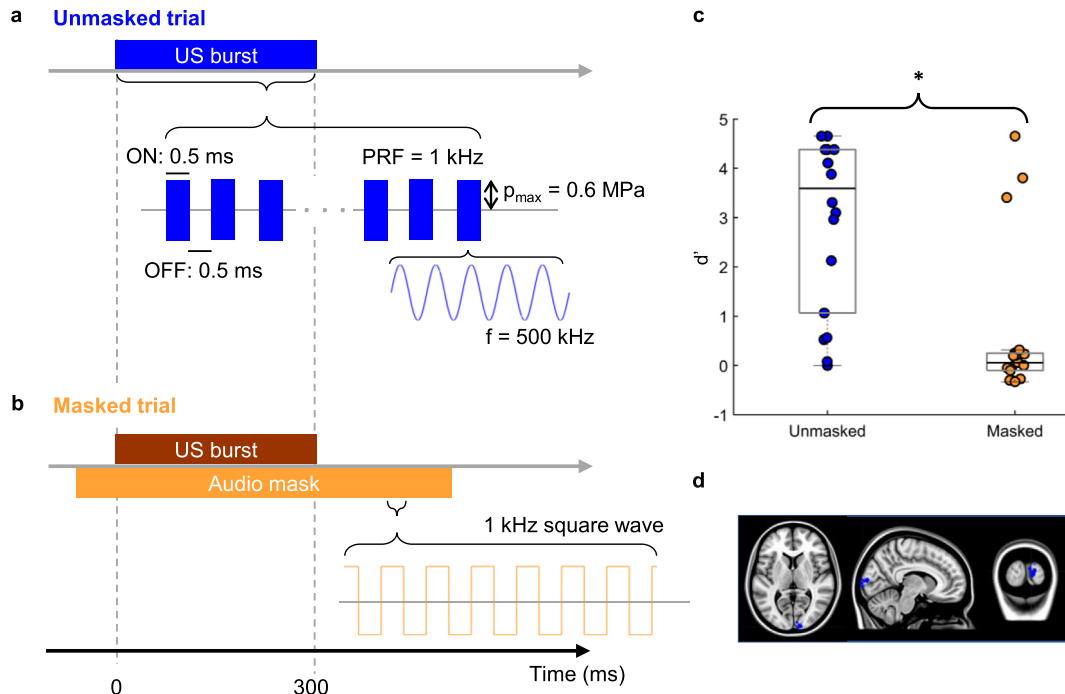 a
Unmasked trial
US burst
ON: 0.5 ms
PRF = 1 kHz
pmax = 0.6 MPa
OFF: 0.5 ms
f = 500 kHz
b
Masked trial
US burst
Audio mask
1 kHz square wave
Time (ms)
0
300
c
*
5
4
3
2
1
0
-1
d'
Unmasked
Masked
d